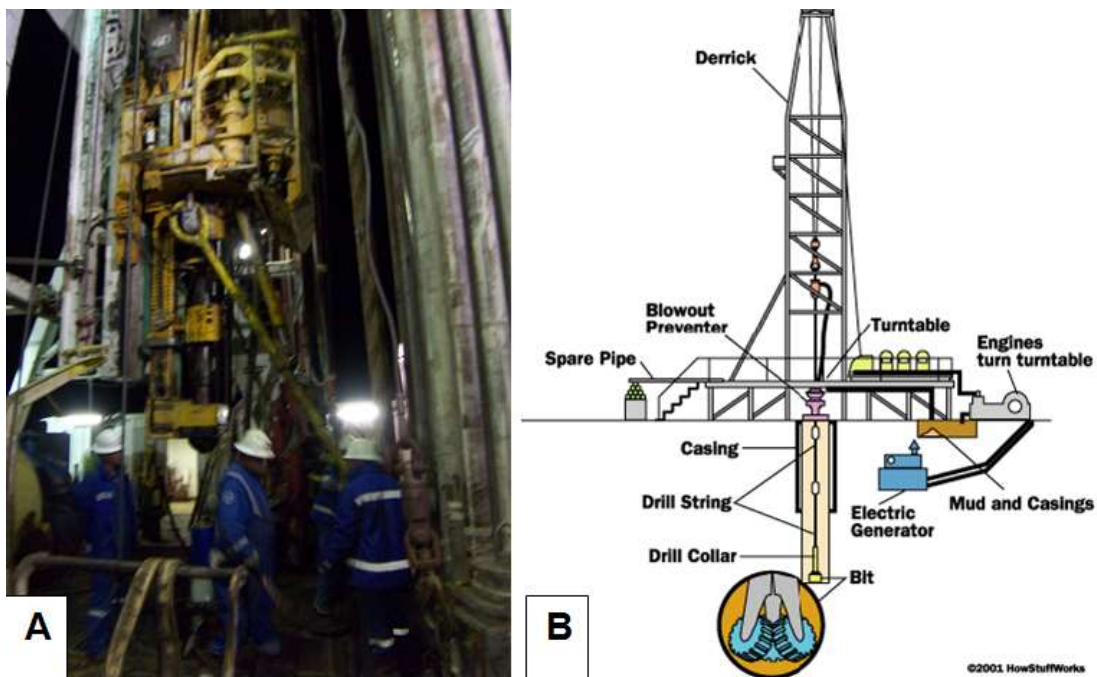 A
Derrick
Blowout
Preventer
Turntable
Engines
turn turntable
Spare Pipe
Casing
Drill String
Electric
Generator
Mud and Casings
Drill Collar
Bit
B
©2001 HowStuffWorks